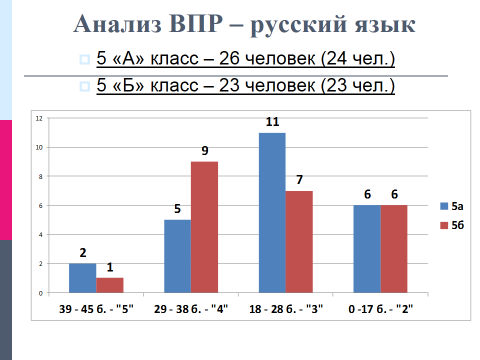 Анализ ВПР – русский язык
5 «А» класс – 26 человек (24 чел.)
5 «Б» класс – 23 человек (23 чел.)
12
10
8
6
4
2
0
2
1
5
9
11
7
6
6
39 - 45 б. - "5"
29 - 38 б. - "4"
18 - 28 б. - "3"
0 -17 б. - "2"
5а
5б